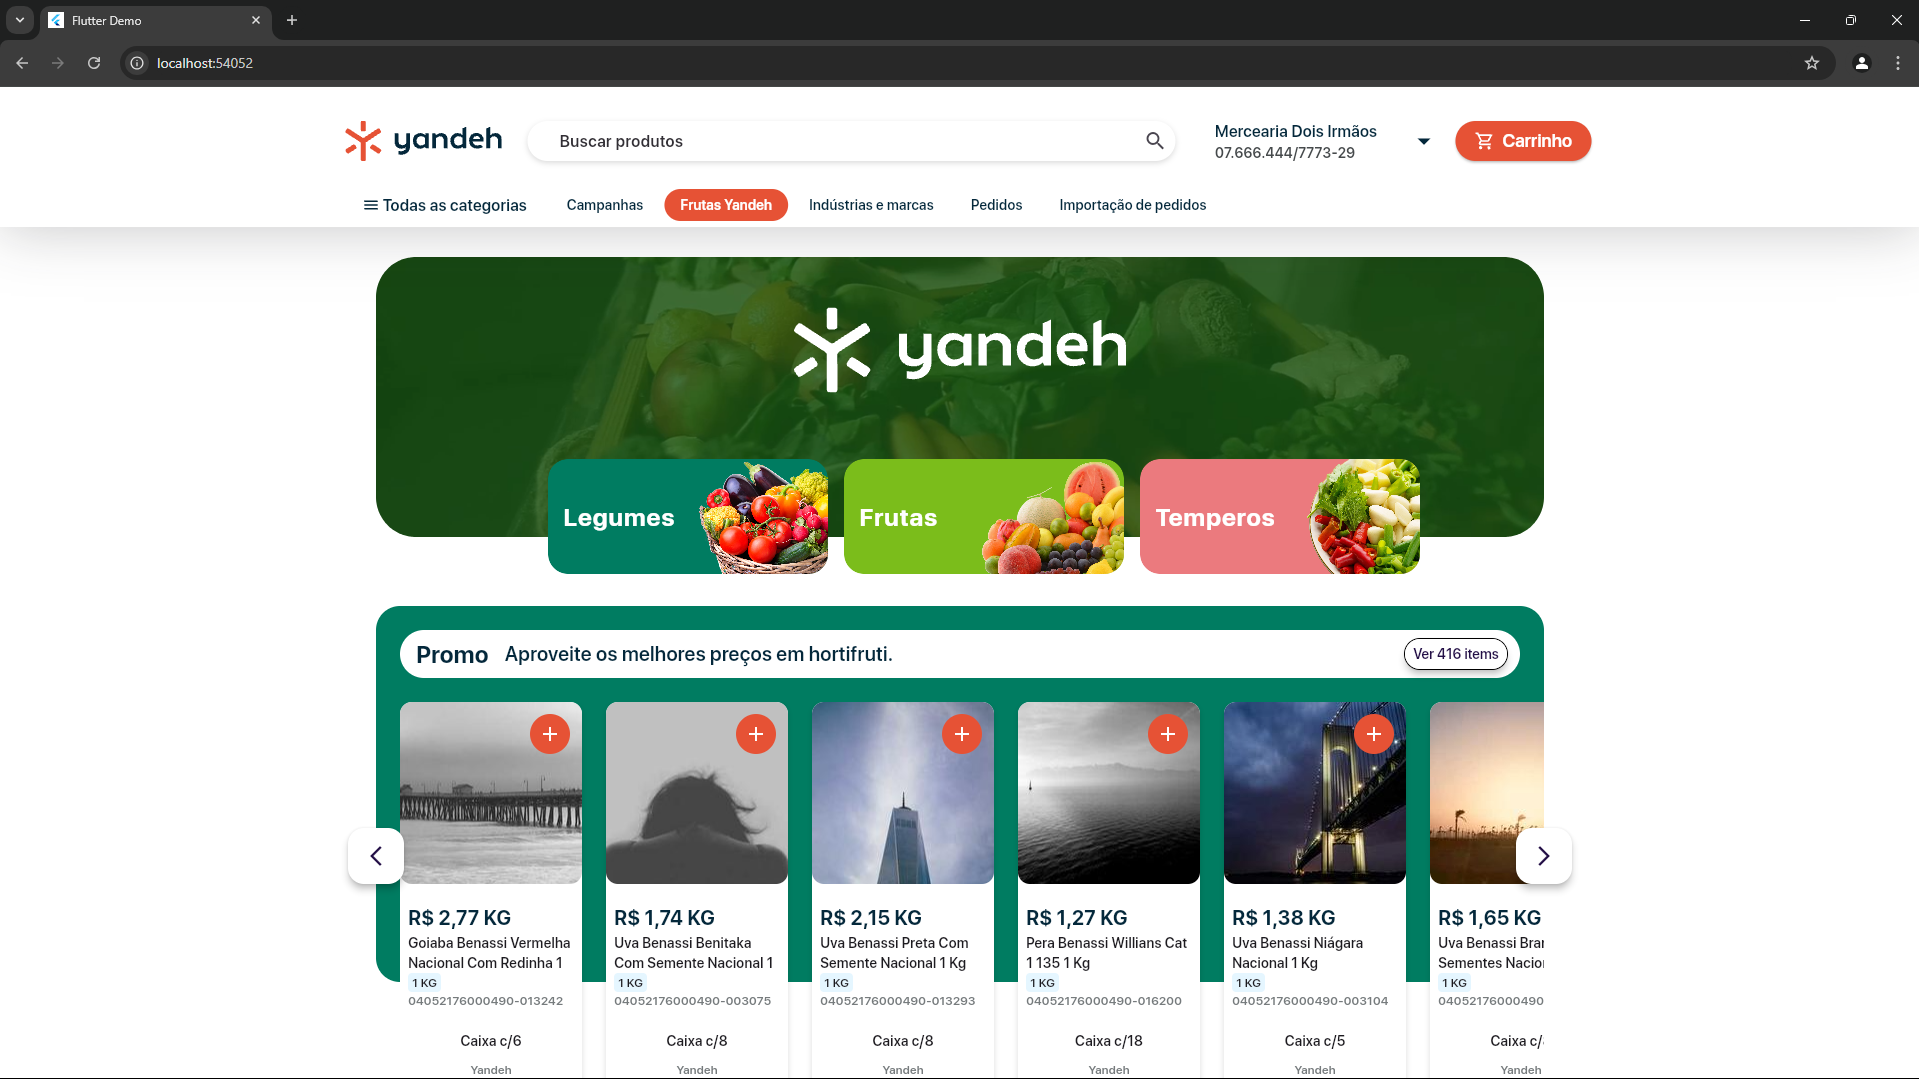 Flutter Demo
localhost:54052
yandeh
Buscar produtos
Mercearia Dois Irmãos
07.666.444/7773-29
Carrinho
Todas as categorias
Campanhas
Frutas Yandeh
Indústrias e marcas
Pedidos
Importação de pedidos
yandeh
Legumes
Frutas
Temperos
Promo Aproveite os melhores preços em hortifruti.
Ver 416 items
R$ 2,77 KG
Goiaba Benassi Vermelha
Nacional Com Redinha 1
1 KG
04052176000490-013242
Caixa c/6
Yandeh
R$ 1,74 KG
Uva Benassi Benitaka
Com Semente Nacional 1
1 KG
04052176000490-003075
Caixa c/8
Yandeh
R$ 2,15 KG
Uva Benassi Preta Com
Semente Nacional 1 Kg
1 KG
04052176000490-013293
Caixa c/8
Yandeh
R$ 1,27 KG
Pera Benassi Willians Cat
1 135 1 Kg
1 KG
04052176000490-016200
Caixa c/18
Yandeh
R$ 1,38 KG
Uva Benassi Niágara
Nacional 1 Kg
1 KG
04052176000490-003104
Caixa c/5
Yandeh
R$ 1,65 KG
Uva Benassi
Sementes
1 KG
04052176000490
Caixa
Yandeh